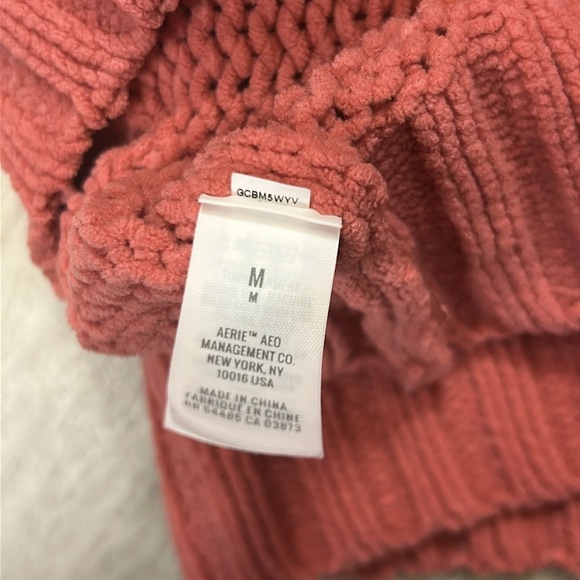 GCBM5WYV
M
M
AERIE™ AEO
MANAGEMENT CO.
NEW YORK, NY
10016 USA
MADE IN CHINA
FABRIQUÉ EN CHINE
RN 54485 CA 03873